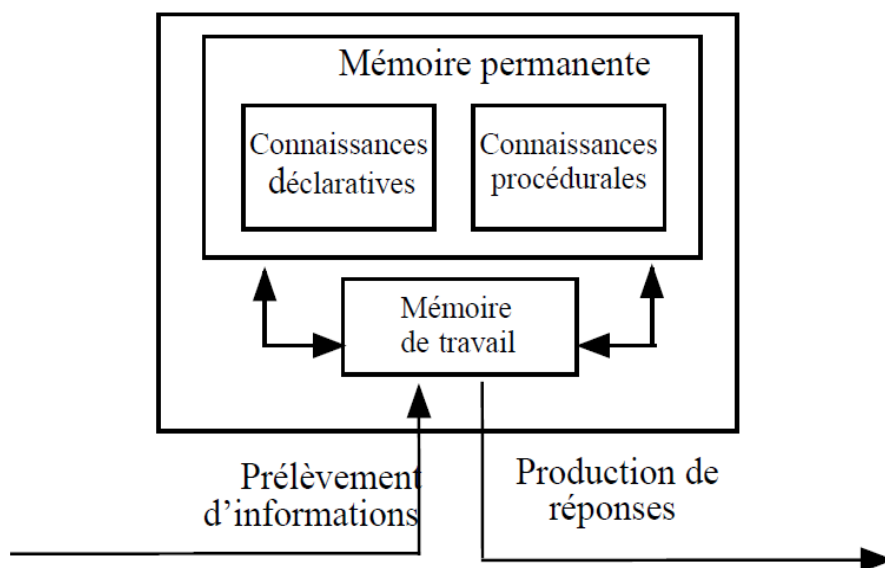 Mémoire permanente
Connaissances
déclaratives
Connaissances
procédurales
Mémoire
de travail
Prélèvement
d’informations
Production de
réponses